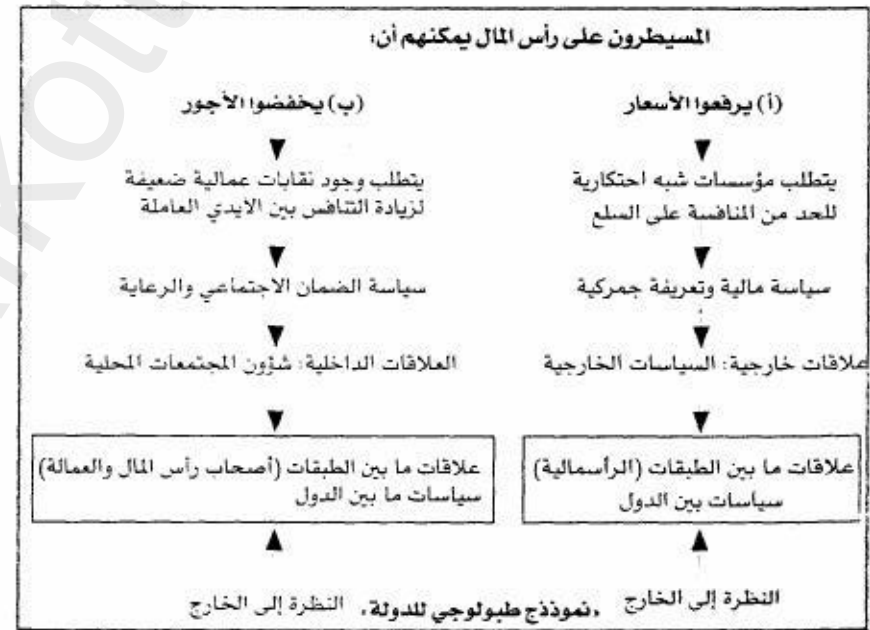 المسيطرون على رأس المال يمكنهم أن:
(أ) يرفعوا الأسعار
(ب) يخفضوا الأجور
يتطلب مؤسسات شبه احتكارية
للحد من المنافسة على السلع
يتطلب وجود نقابات عمالية ضعيفة
لزيادة التنافس بين الايدي العاملة
سياسة مالية وتعريفة جمركية
سياسة الضمان الاجتماعي والرعاية
علاقات خارجية: السياسات الخارجية
العلاقات الداخلية: شؤون المجتمعات المحلية
علاقات ما بين الطبقات (الرأسمالية)
سياسات بين الدول
علاقات ما بين الطبقات (أصحاب رأس المال والعمالة)
سياسات ما بين الدول
النظرة إلى الخارج
النظرة إلى الخارج
«نموذذج طبولوجي للدولة»